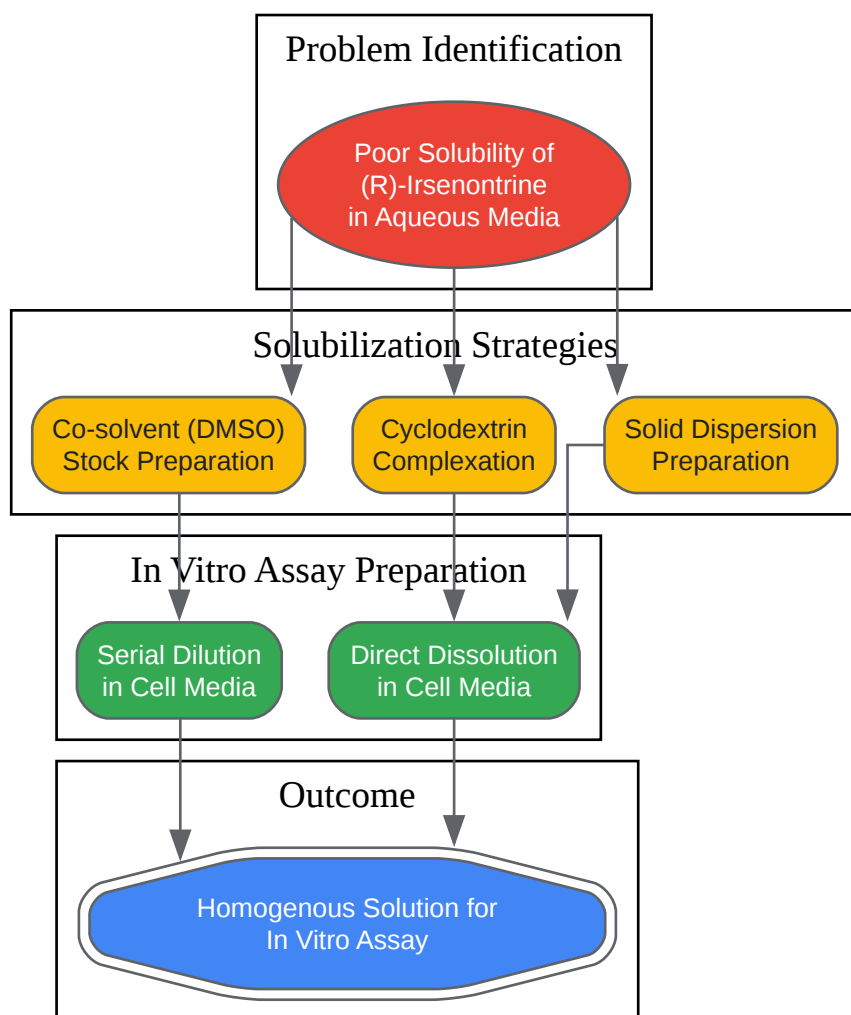 Problem Identification
Poor Solubility of
(R)-Irsenontrine
in Aqueous Media
Solubilization Strategies
Co-solvent (DMSO)
Stock Preparation
Cyclodextrin
Complexation
Solid Dispersion
Preparation
In Vitro Assay Preparation
Serial Dilution
in Cell Media
Direct Dissolution
in Cell Media
Outcome
Homogenous Solution for
In Vitro Assay